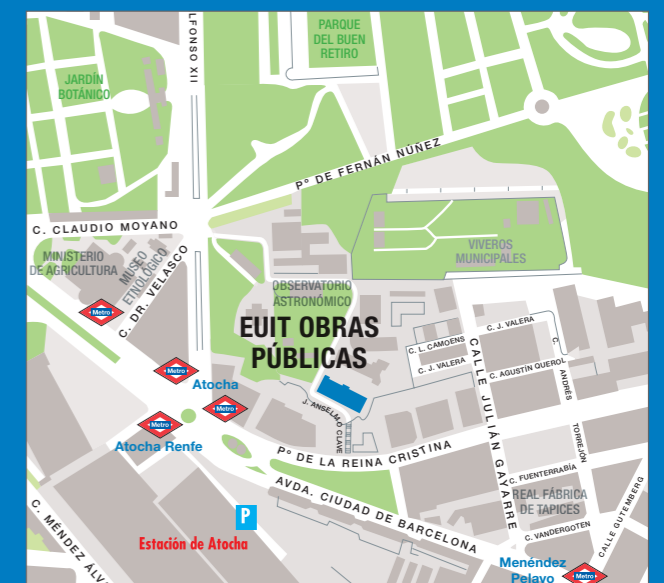 LFONSO XII
PARQUE
DEL BUEN
RETIRO
JARDÍN
BOTÁNICO
Pº DE FERNÁN NÚÑEZ
C. CLAUDIO MOYANO
MINISTERIO
DE AGRICULTURA
MUSEO
ETNOLÓGICO
C. DR. VELASCO
VIVEROS
MUNICIPALES
OBSERVATORIO
ASTRONÓMICO
EUIT OBRAS
PÚBLICAS
Metro
C. J. VALERA
C. L. CAMOENS
C. J. VALERA
CALLE JULIÁN GAYARRE
C. AGUSTÍN QUEROL
C. ANDRÉS TORREJÓN
Metro
Atocha
Metro
J. ANSELMO CLAVE
Metro
Atocha Renfe
Pº DE LA REINA CRISTINA
AVDA. CIUDAD DE BARCELONA
C. FUENTERRABÍA
REAL FÁBRICA
DE TAPICES
C. VANDERGOTEN
CALLE GUTEMBERG
P
Estación de Atocha
C. MÉNDEZ ÁLV
Menéndez
Pelayo
Metro